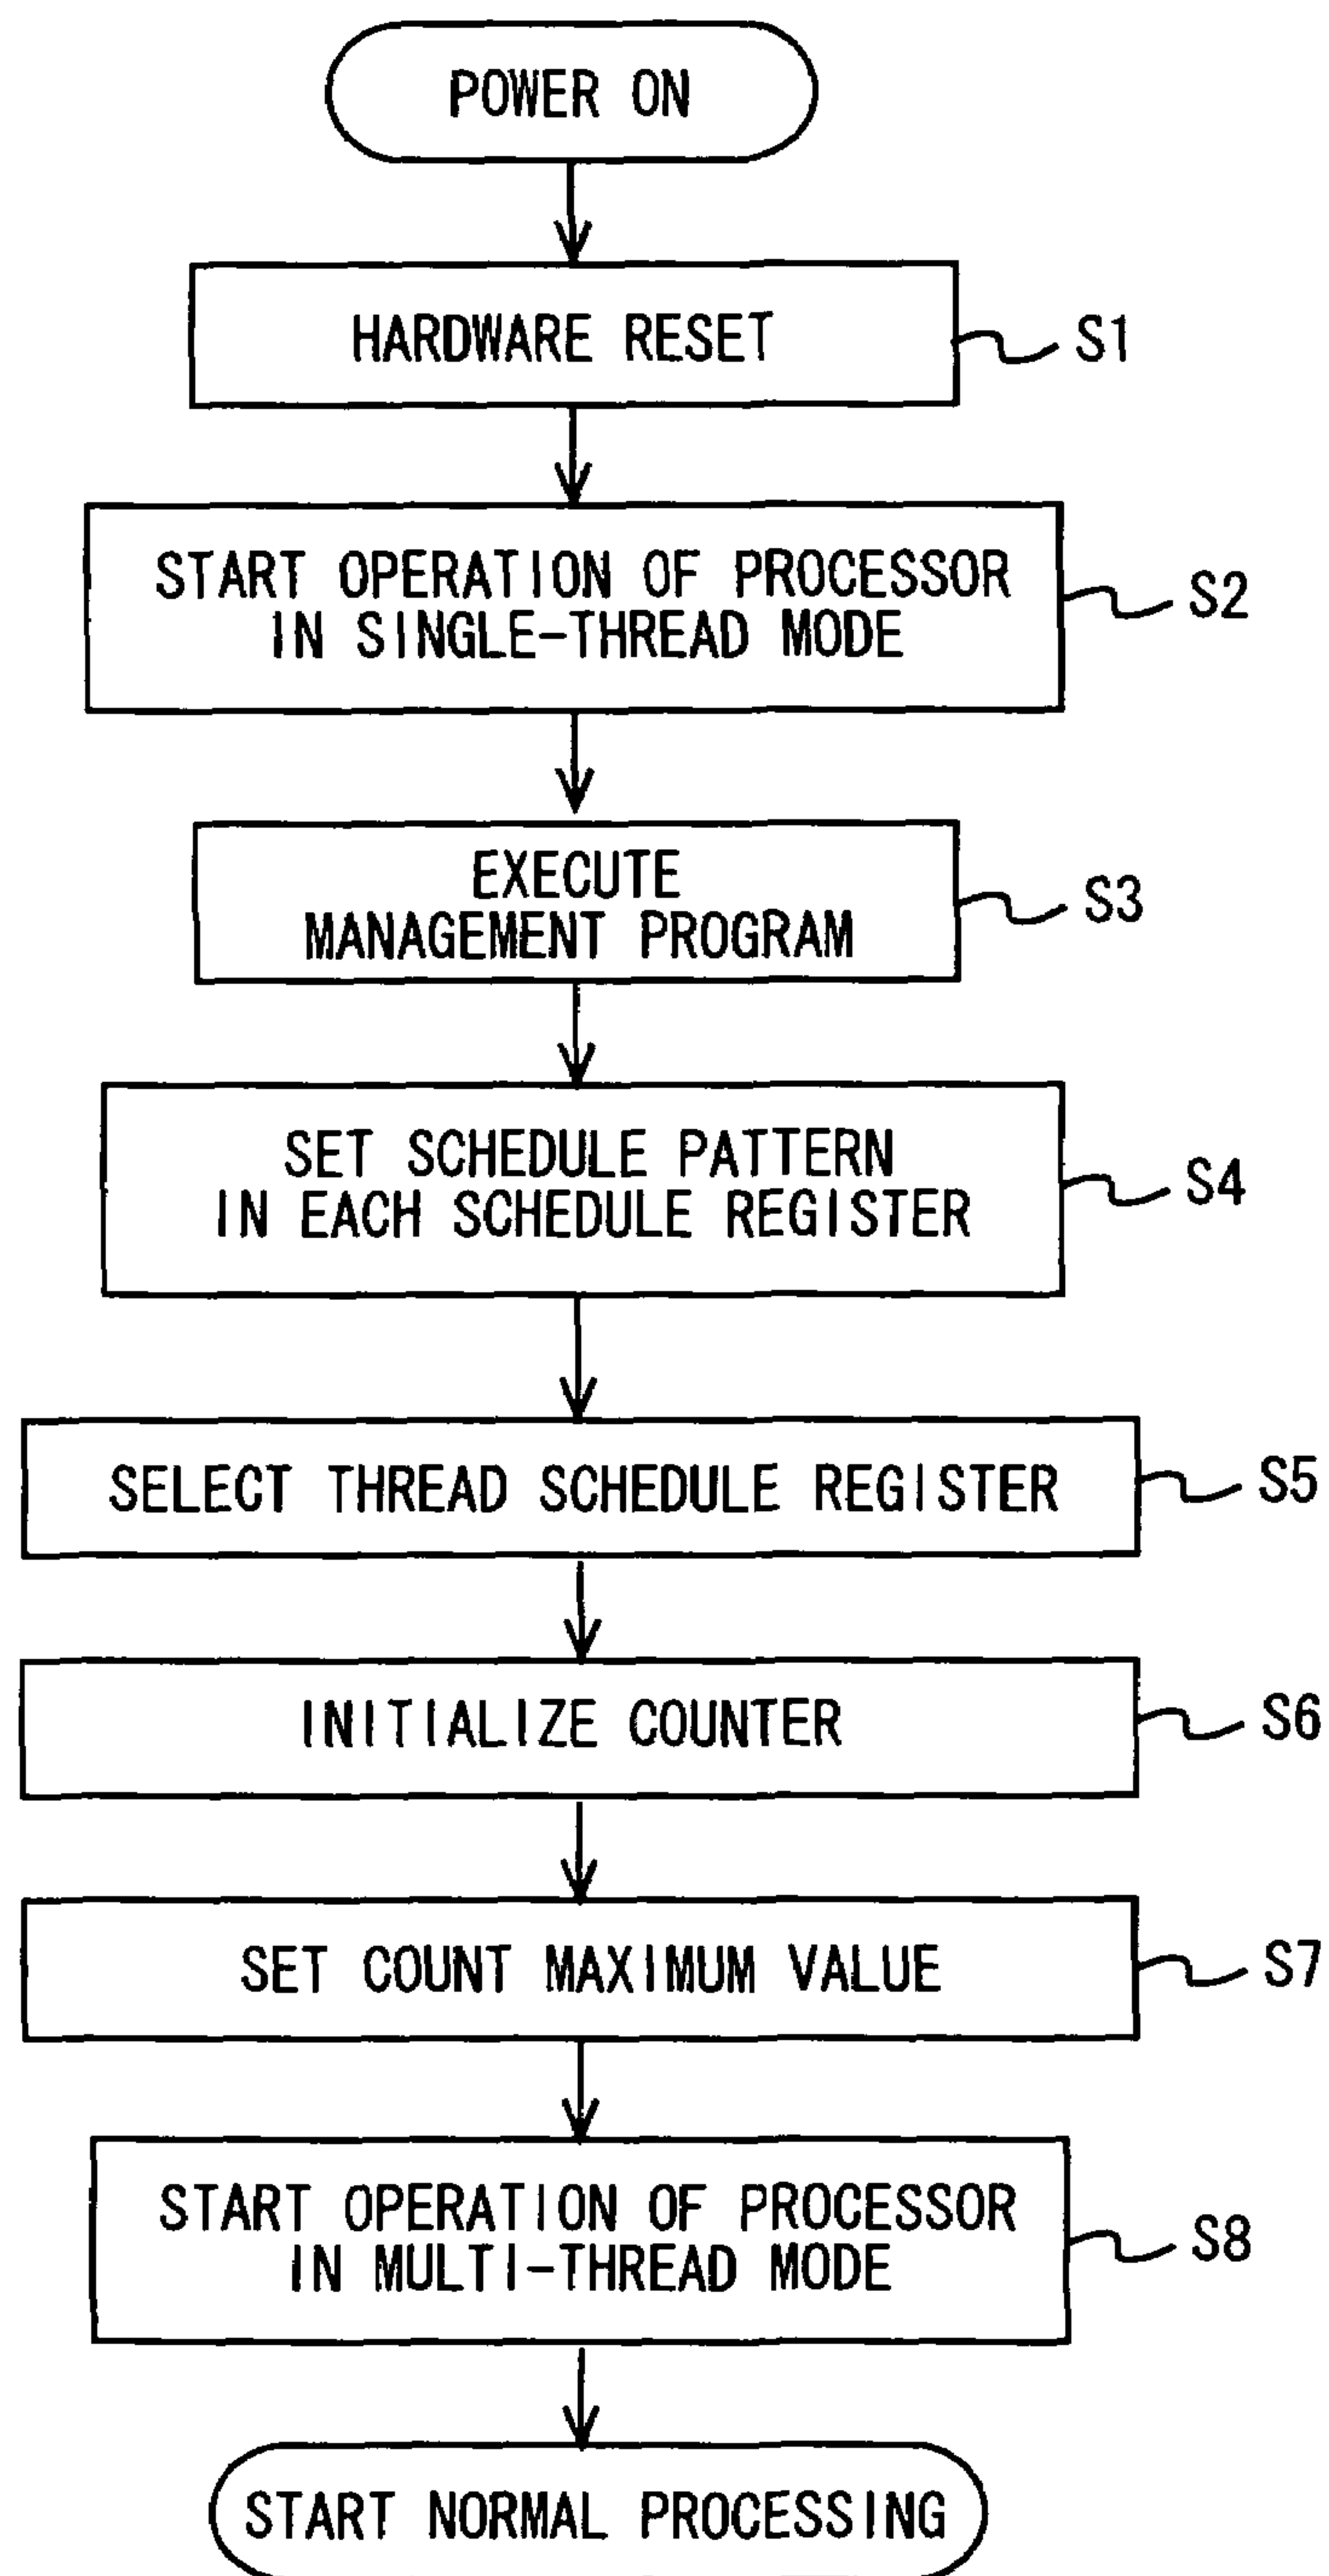 POWER ON
HARDWARE RESET
S1
START OPERATION OF PROCESSOR
IN SINGLE-THREAD MODE
S2
EXECUTE
MANAGEMENT PROGRAM
S3
SET SCHEDULE PATTERN
IN EACH SCHEDULE REGISTER
S4
SELECT THREAD SCHEDULE REGISTER
S5
INITIALIZE COUNTER
S6
SET COUNT MAXIMUM VALUE
S7
START OPERATION OF PROCESSOR
IN MULTI-THREAD MODE
S8
START NORMAL PROCESSING